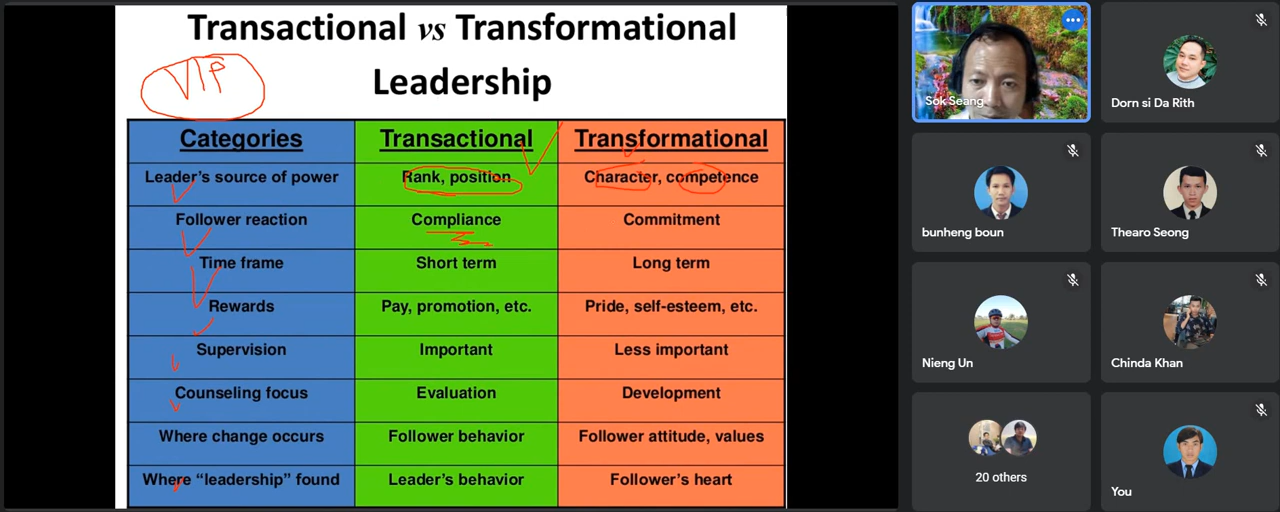 Transactional vs Transformational
Leadership
VIP
Categories Transactional Transformational
Leader's source of power Rank, position Character, competence
Follower reaction Compliance Commitment
Time frame Short term Long term
Rewards Pay, promotion, etc. Pride, self-esteem, etc.
Supervision Important Less important
Counseling focus Evaluation Development
Where change occurs Follower behavior Follower attitude, values
Where “leadership” found Leader's behavior Follower's heart
Sok Seang
Dorn si Da Rith
bunheng boun
Thearo Seong
Nieng Un
Chinda Khan
20 others
You